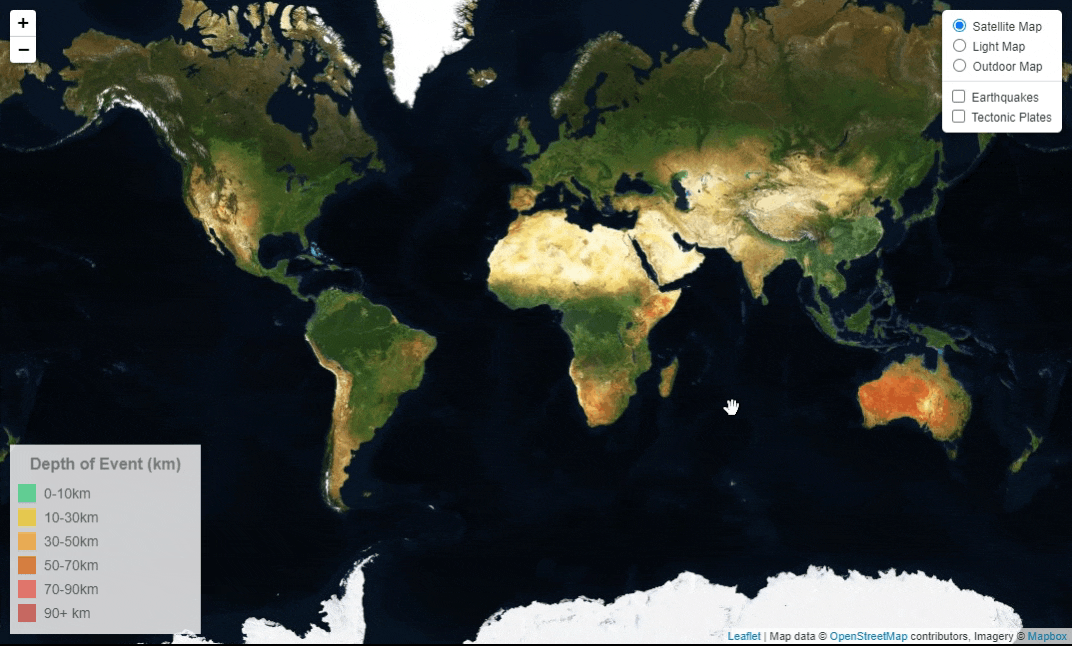 +
−
Satellite Map
Light Map
Outdoor Map
Earthquakes
Tectonic Plates
Depth of Event (km)
0-10km
10-30km
30-50km
50-70km
70-90km
90+ km
Leaflet | Map data © OpenStreetMap contributors, Imagery © Mapbox